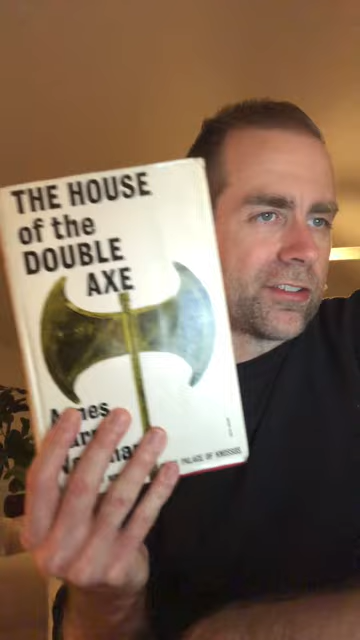 THE HOUSE
of the
DOUBLE
AXE
PALACE OF KNOSSOS